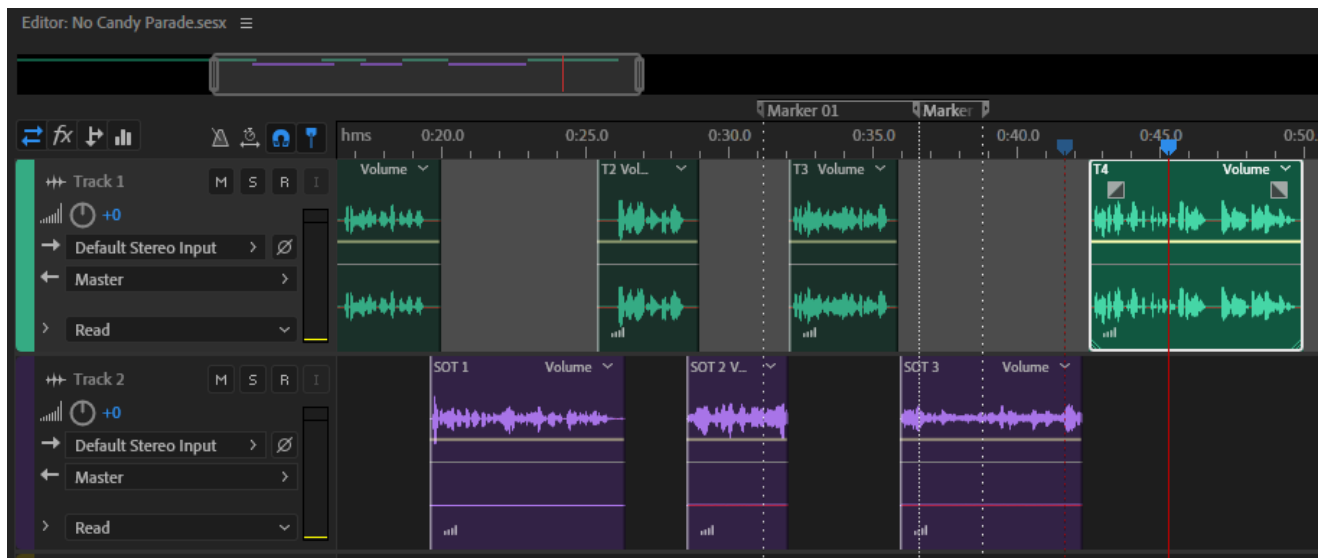 Editor: No Candy Parade.sesx
Marker 01 Marker
fx hms 0:20.0 0:25.0 0:30.0 0:35.0 0:40.0 0:45.0 0:50.
Track 1 M S R I
+0
Default Stereo Input
Master
Read
Volume T2 Vol... T3 Volume T4 Volume
Track 2 M S R I
+0
Default Stereo Input
Master
Read
SOT 1 Volume SOT 2 V... SOT 3 Volume